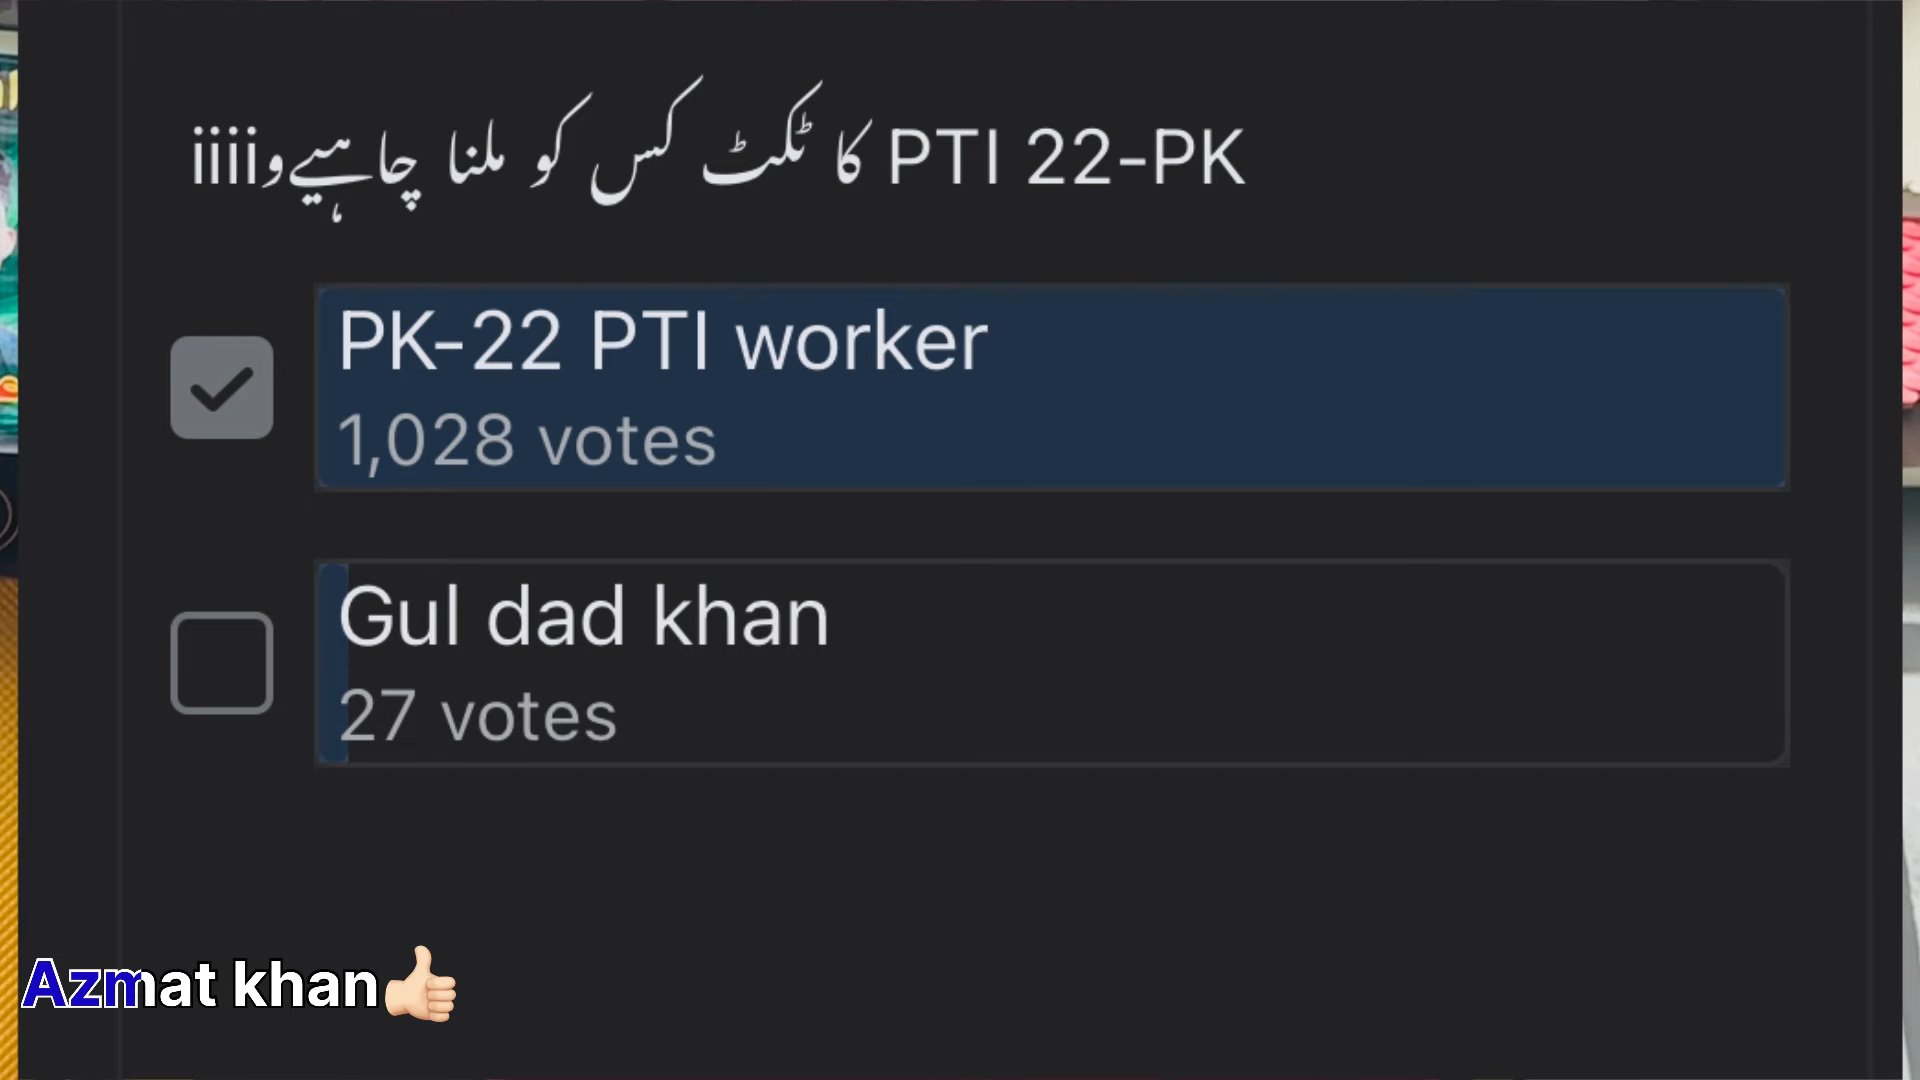 PTI 22-PK کا ٹکٹ کس کو ملنا چاہیےوiiii
PK-22 PTI worker
1,028 votes
Gul dad khan
27 votes
Azmat khan👍🏻